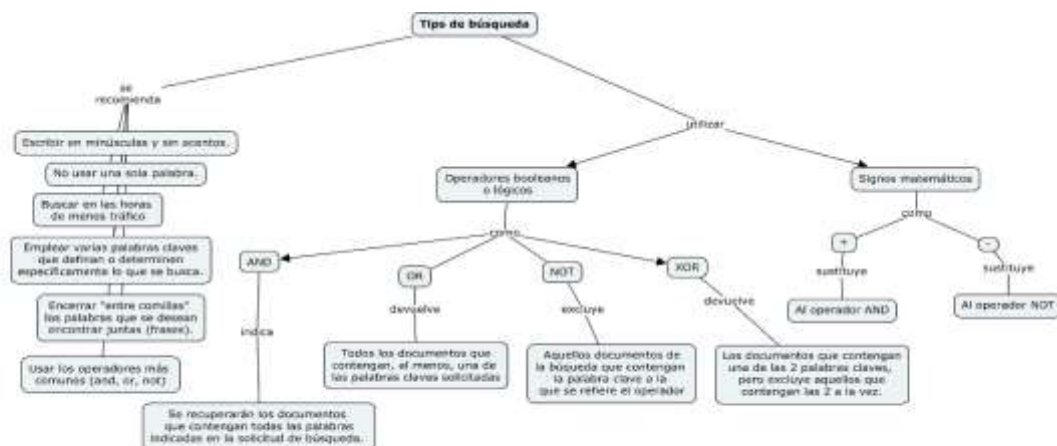 Tips de búsqueda
se
recomienda
Escribir en minúsculas y sin acentos.
No usar una sola palabra.
Buscar en las horas
de menos tráfico
Emplear varias palabras claves
que definan o determinen
específicamente lo que se busca.
Encerrar "entre comillas"
las palabras que se desean
encontrar juntas (frases).
Usar los operadores más
comunes (and, or, not)
utilizar
Operadores booleanos
o lógicos
como
AND
indica
Se recuperarán los documentos
que contengan todas las palabras
indicadas en la solicitud de búsqueda.
OR
devuelve
Todos los documentos que
contengan, al menos, una de
las palabras claves solicitadas
NOT
excluye
Aquellos documentos de
la búsqueda que contengan
la palabra clave a la
que se refiere el operador
XOR
devuelve
Los documentos que contengan
una de las 2 palabras claves,
pero excluye aquellos que
contengan las 2 a la vez.
Signos matemáticos
como
+
sustituye
Al operador AND
-
sustituye
Al operador NOT